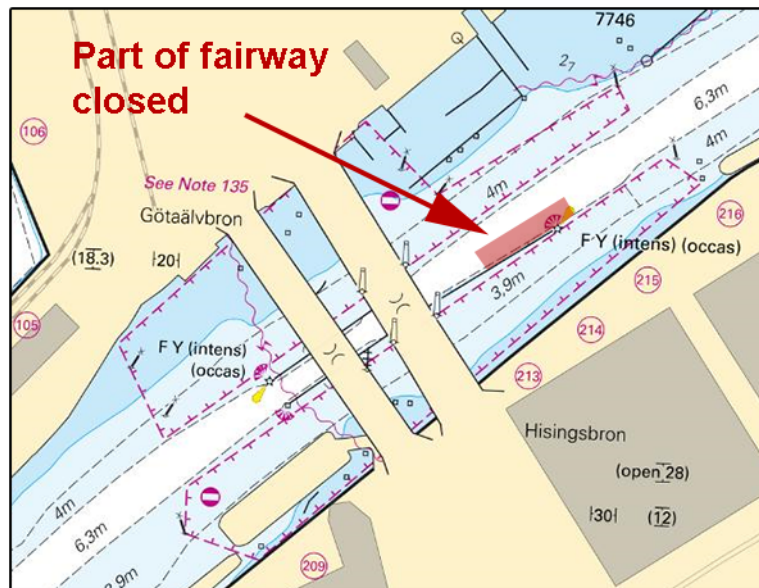 Part of fairway
closed
7746
2₇
6,3m
4m
106
See Note 135
4m
Götaälvbron
(18.3)
20
F Y (intens) (occas)
3,9m
216
215
214
213
105
F Y (intens)
(occas)
Hisingsbron
(open 28)
30
(12)
4m
6,3m
3,9m
209